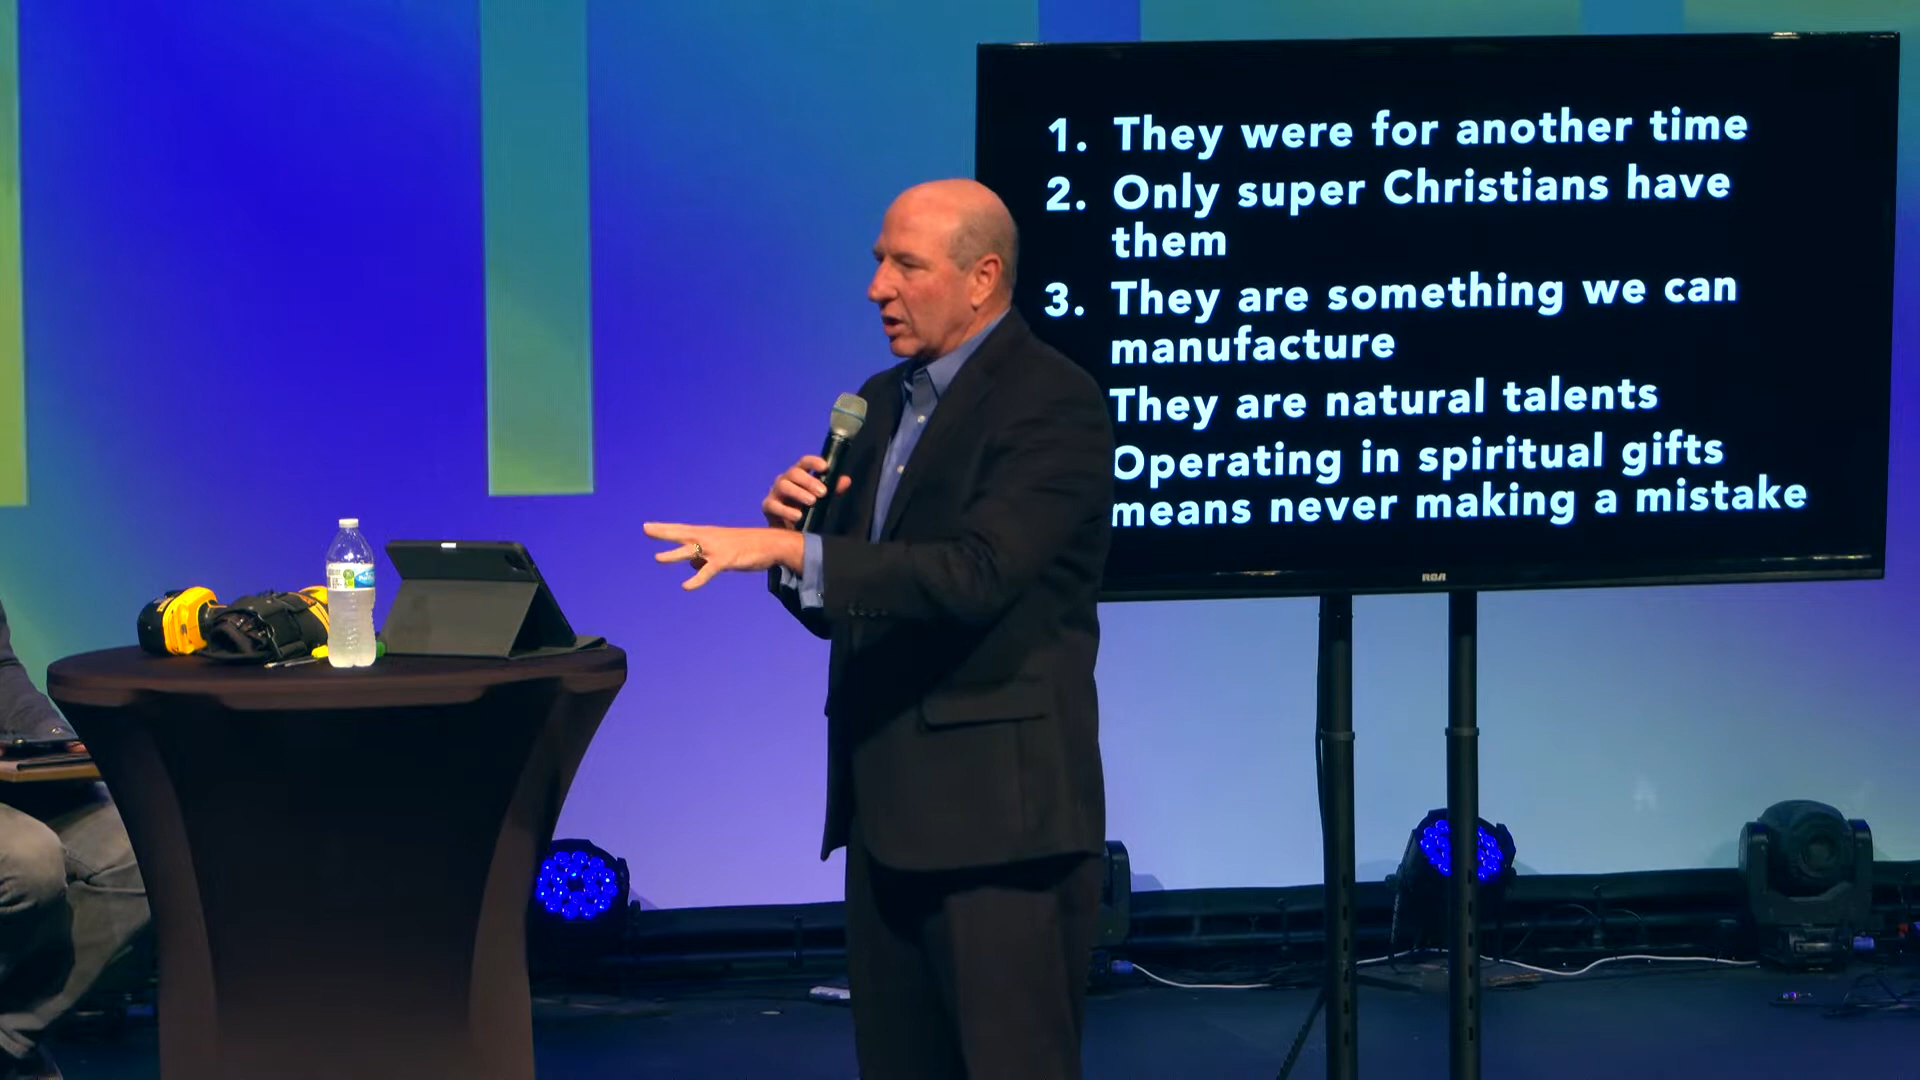 1. They were for another time
2. Only super Christians have
them
3. They are something we can
manufacture
They are natural talents
Operating in spiritual gifts
means never making a mistake
RCA